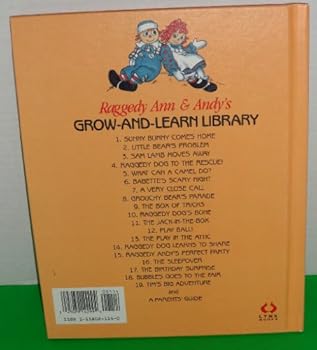 Raggedy Ann & Andy's
GROW-AND-LEARN LIBRARY
1. SUNNY BUNNY COMES HOME
2. LITTLE BEAR'S PROBLEM
3. SAM LAMB MOVES AWAY
4. RAGGEDY DOG TO THE RESCUE!
5. WHAT CAN A CAMEL DO?
6. BABETTE'S SCARY NIGHT
7. A VERY CLOSE CALL
8. GROUCHY BEAR'S PARADE
9. THE BOX OF TRICKS
10. RAGGEDY DOG'S BONE
11. THE JACK-IN-THE-BOX
12. PLAY BALL!
13. THE PLAY IN THE ATTIC
14. RAGGEDY DOG LEARNS TO SHARE
15. RAGGEDY ANDY'S PERFECT PARTY
16. THE SLEEPOVER
17. THE BIRTHDAY SURPRISE
18. BUBBLES GOES TO THE FAIR
19. TIM'S BIG ADVENTURE
and
A PARENTS' GUIDE
LYNX
BOOKS